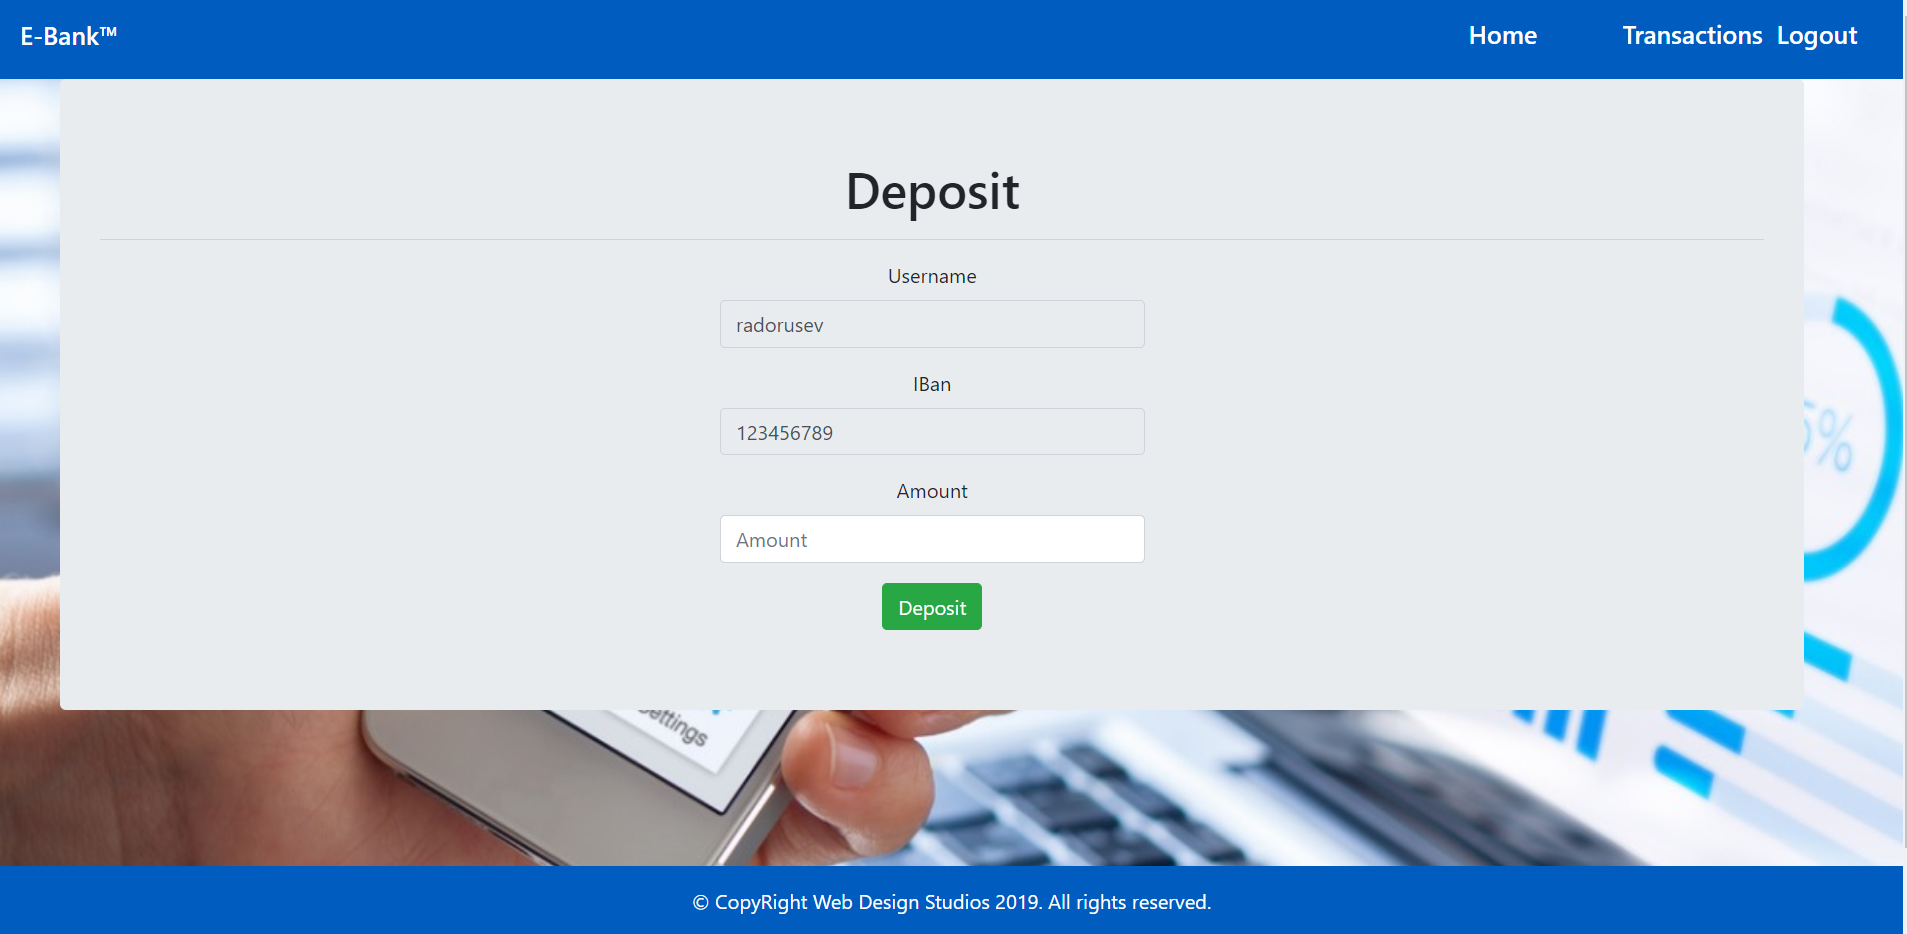 E-Bank™
Home Transactions Logout
Deposit
Username
radorusev
IBan
123456789
Amount
Amount
Deposit
Settings
© CopyRight Web Design Studios 2019. All rights reserved.